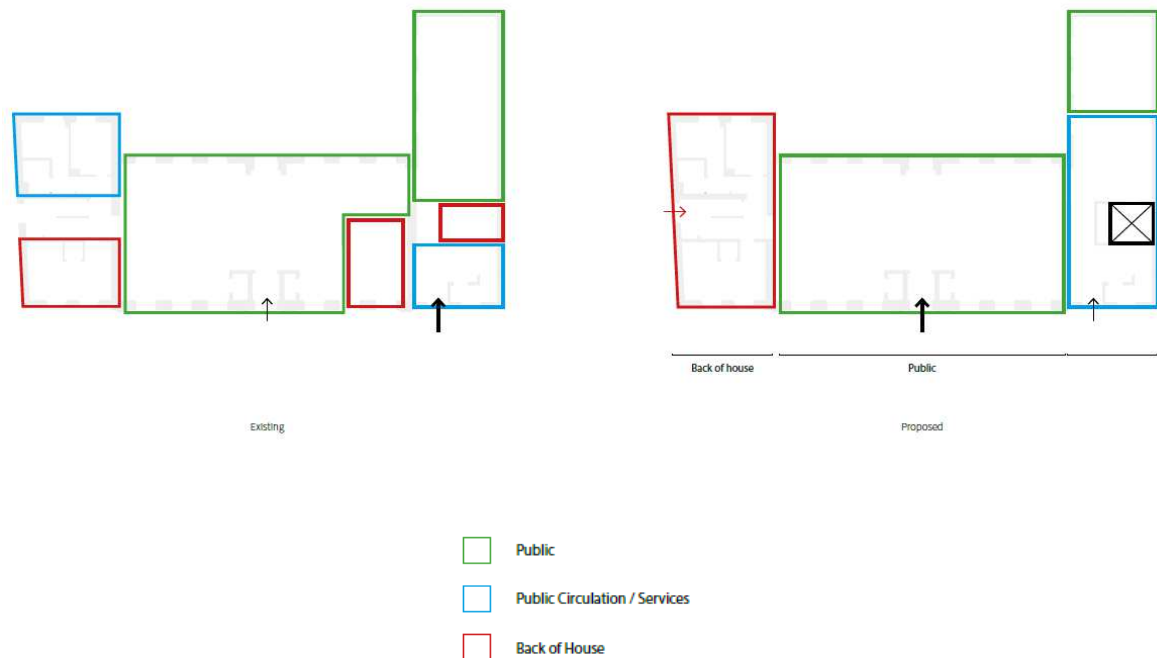 Back of house
Public
Existing
Proposed
Public
Public Circulation / Services
Back of House